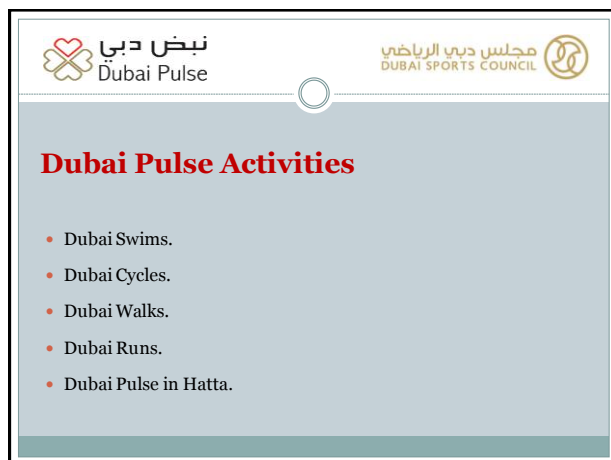 نبض دبي
Dubai Pulse
مجلس دبي الرياضي
DUBAI SPORTS COUNCIL
Dubai Pulse Activities
• Dubai Swims.
• Dubai Cycles.
• Dubai Walks.
• Dubai Runs.
• Dubai Pulse in Hatta.